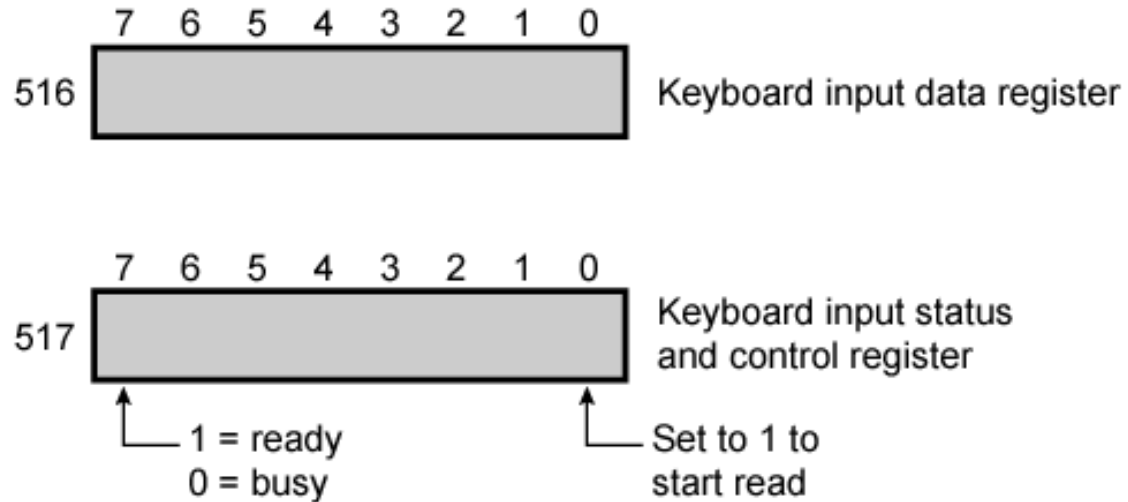 7 6 5 4 3 2 1 0
516 Keyboard input data register
7 6 5 4 3 2 1 0
517 Keyboard input status
and control register
1 = ready
0 = busy
Set to 1 to
start read